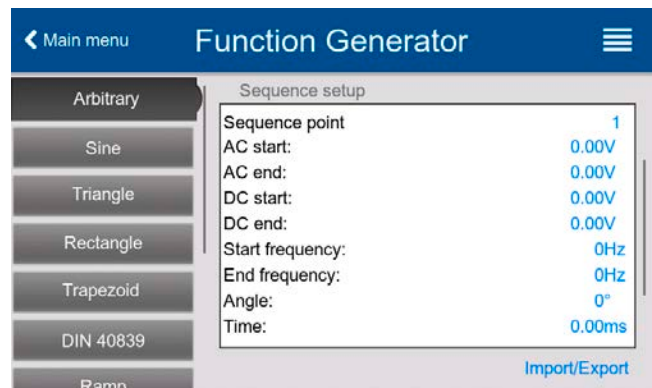 Main menu
Function Generator
Arbitrary
Sine
Triangle
Rectangle
Trapezoid
DIN 40839
Ramp
Sequence setup
Sequence point 1
AC start: 0.00V
AC end: 0.00V
DC start: 0.00V
DC end: 0.00V
Start frequency: 0Hz
End frequency: 0Hz
Angle: 0°
Time: 0.00ms
Import/Export